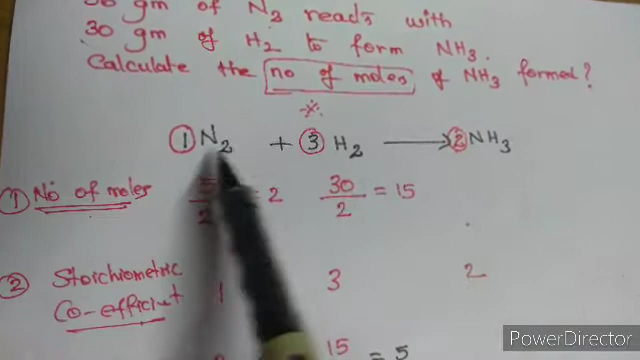 gm of N₂ reacts with
30 gm of H₂ to form NH₃.
Calculate the no of moles of NH₃ formed?
※
① N₂ + ③ H₂ → ② NH₃
① No of moles = 2 30/2 = 15
② Stoichiometric Co-efficient 1 3 2
15 = 5
PowerDirector